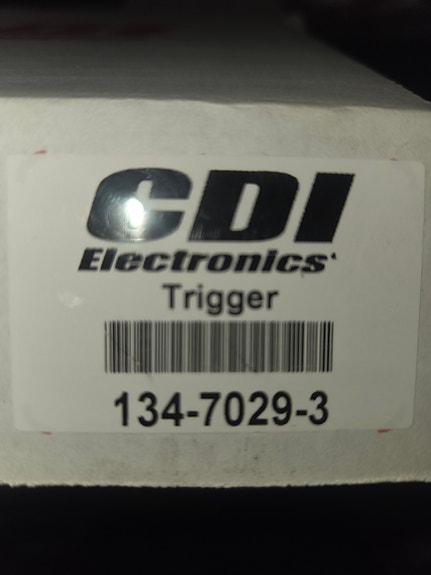 CDI
Electronics
Trigger
134-7029-3